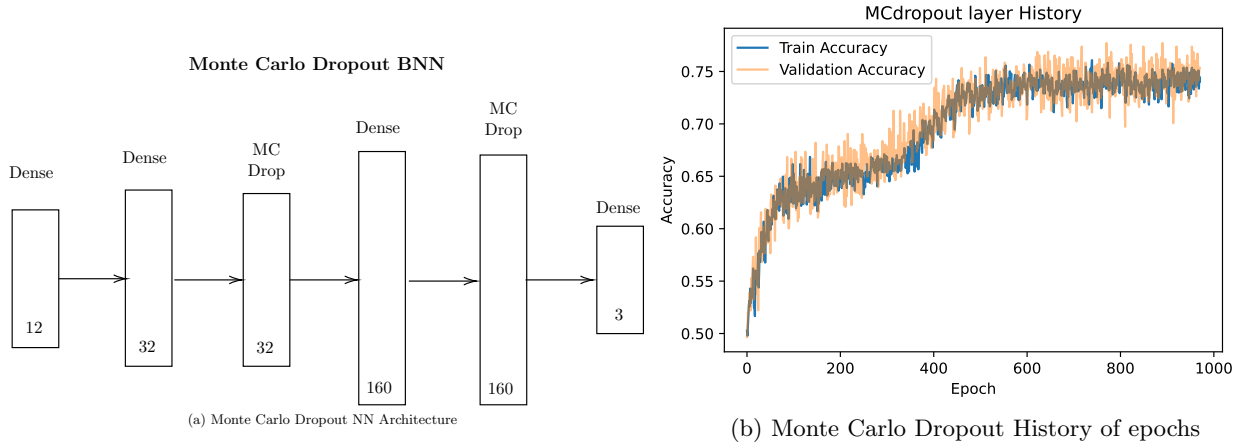 Monte Carlo Dropout BNN
Dense
12
Dense
32
MC
Drop
32
Dense
160
MC
Drop
160
Dense
3
(a) Monte Carlo Dropout NN Architecture
MCdropout layer History
Train Accuracy
Validation Accuracy
Accuracy
0.75
0.70
0.65
0.60
0.55
0.50
0 200 400 600 800 1000
Epoch
(b) Monte Carlo Dropout History of epochs